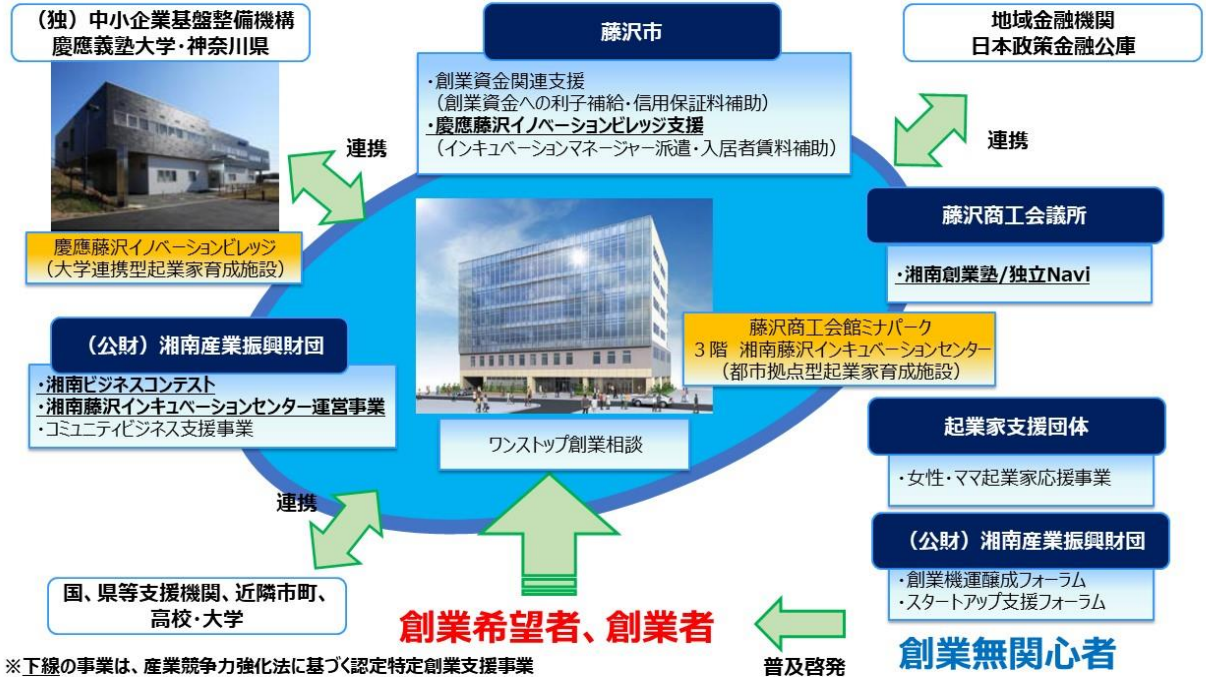 （独）中小企業基盤整備機構
慶應義塾大学・神奈川県
藤沢市
地域金融機関
日本政策金融公庫
・創業資金関連支援
（創業資金への利子補給・信用保証料補助）
・慶應藤沢イノベーションビレッジ支援
（インキュベーションマネージャー派遣・入居者賃料補助）
連携
連携
慶應藤沢イノベーションビレッジ
（大学連携型起業家育成施設）
藤沢商工会議所
・湘南創業塾/独立Navi
藤沢商工会館ミナパーク
３階 湘南藤沢インキュベーションセンター
（都市拠点型起業家育成施設）
（公財）湘南産業振興財団
・湘南ビジネスコンテスト
・湘南藤沢インキュベーションセンター運営事業
・コミュニティビジネス支援事業
ワンストップ創業相談
起業家支援団体
・女性・ママ起業家応援事業
連携
（公財）湘南産業振興財団
・創業機運醸成フォーラム
・スタートアップ支援フォーラム
国、県等支援機関、近隣市町、
高校・大学
創業希望者、創業者
普及啓発
創業無関心者
※下線の事業は、産業競争力強化法に基づく認定特定創業支援事業